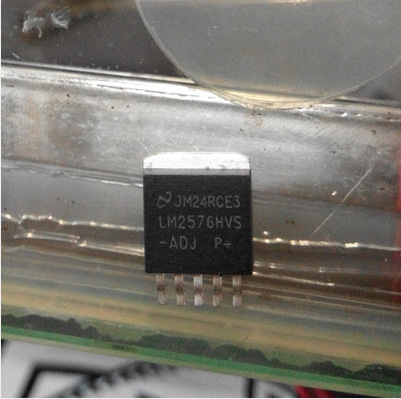 JM24RCE3
LM2576HVS
-ADJ P+